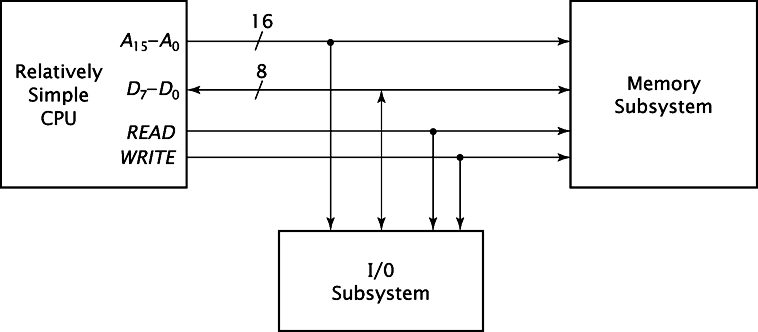 16
A15–A0
8
Relatively
Simple
CPU
D7–D0
READ
WRITE
Memory
Subsystem
I/0
Subsystem